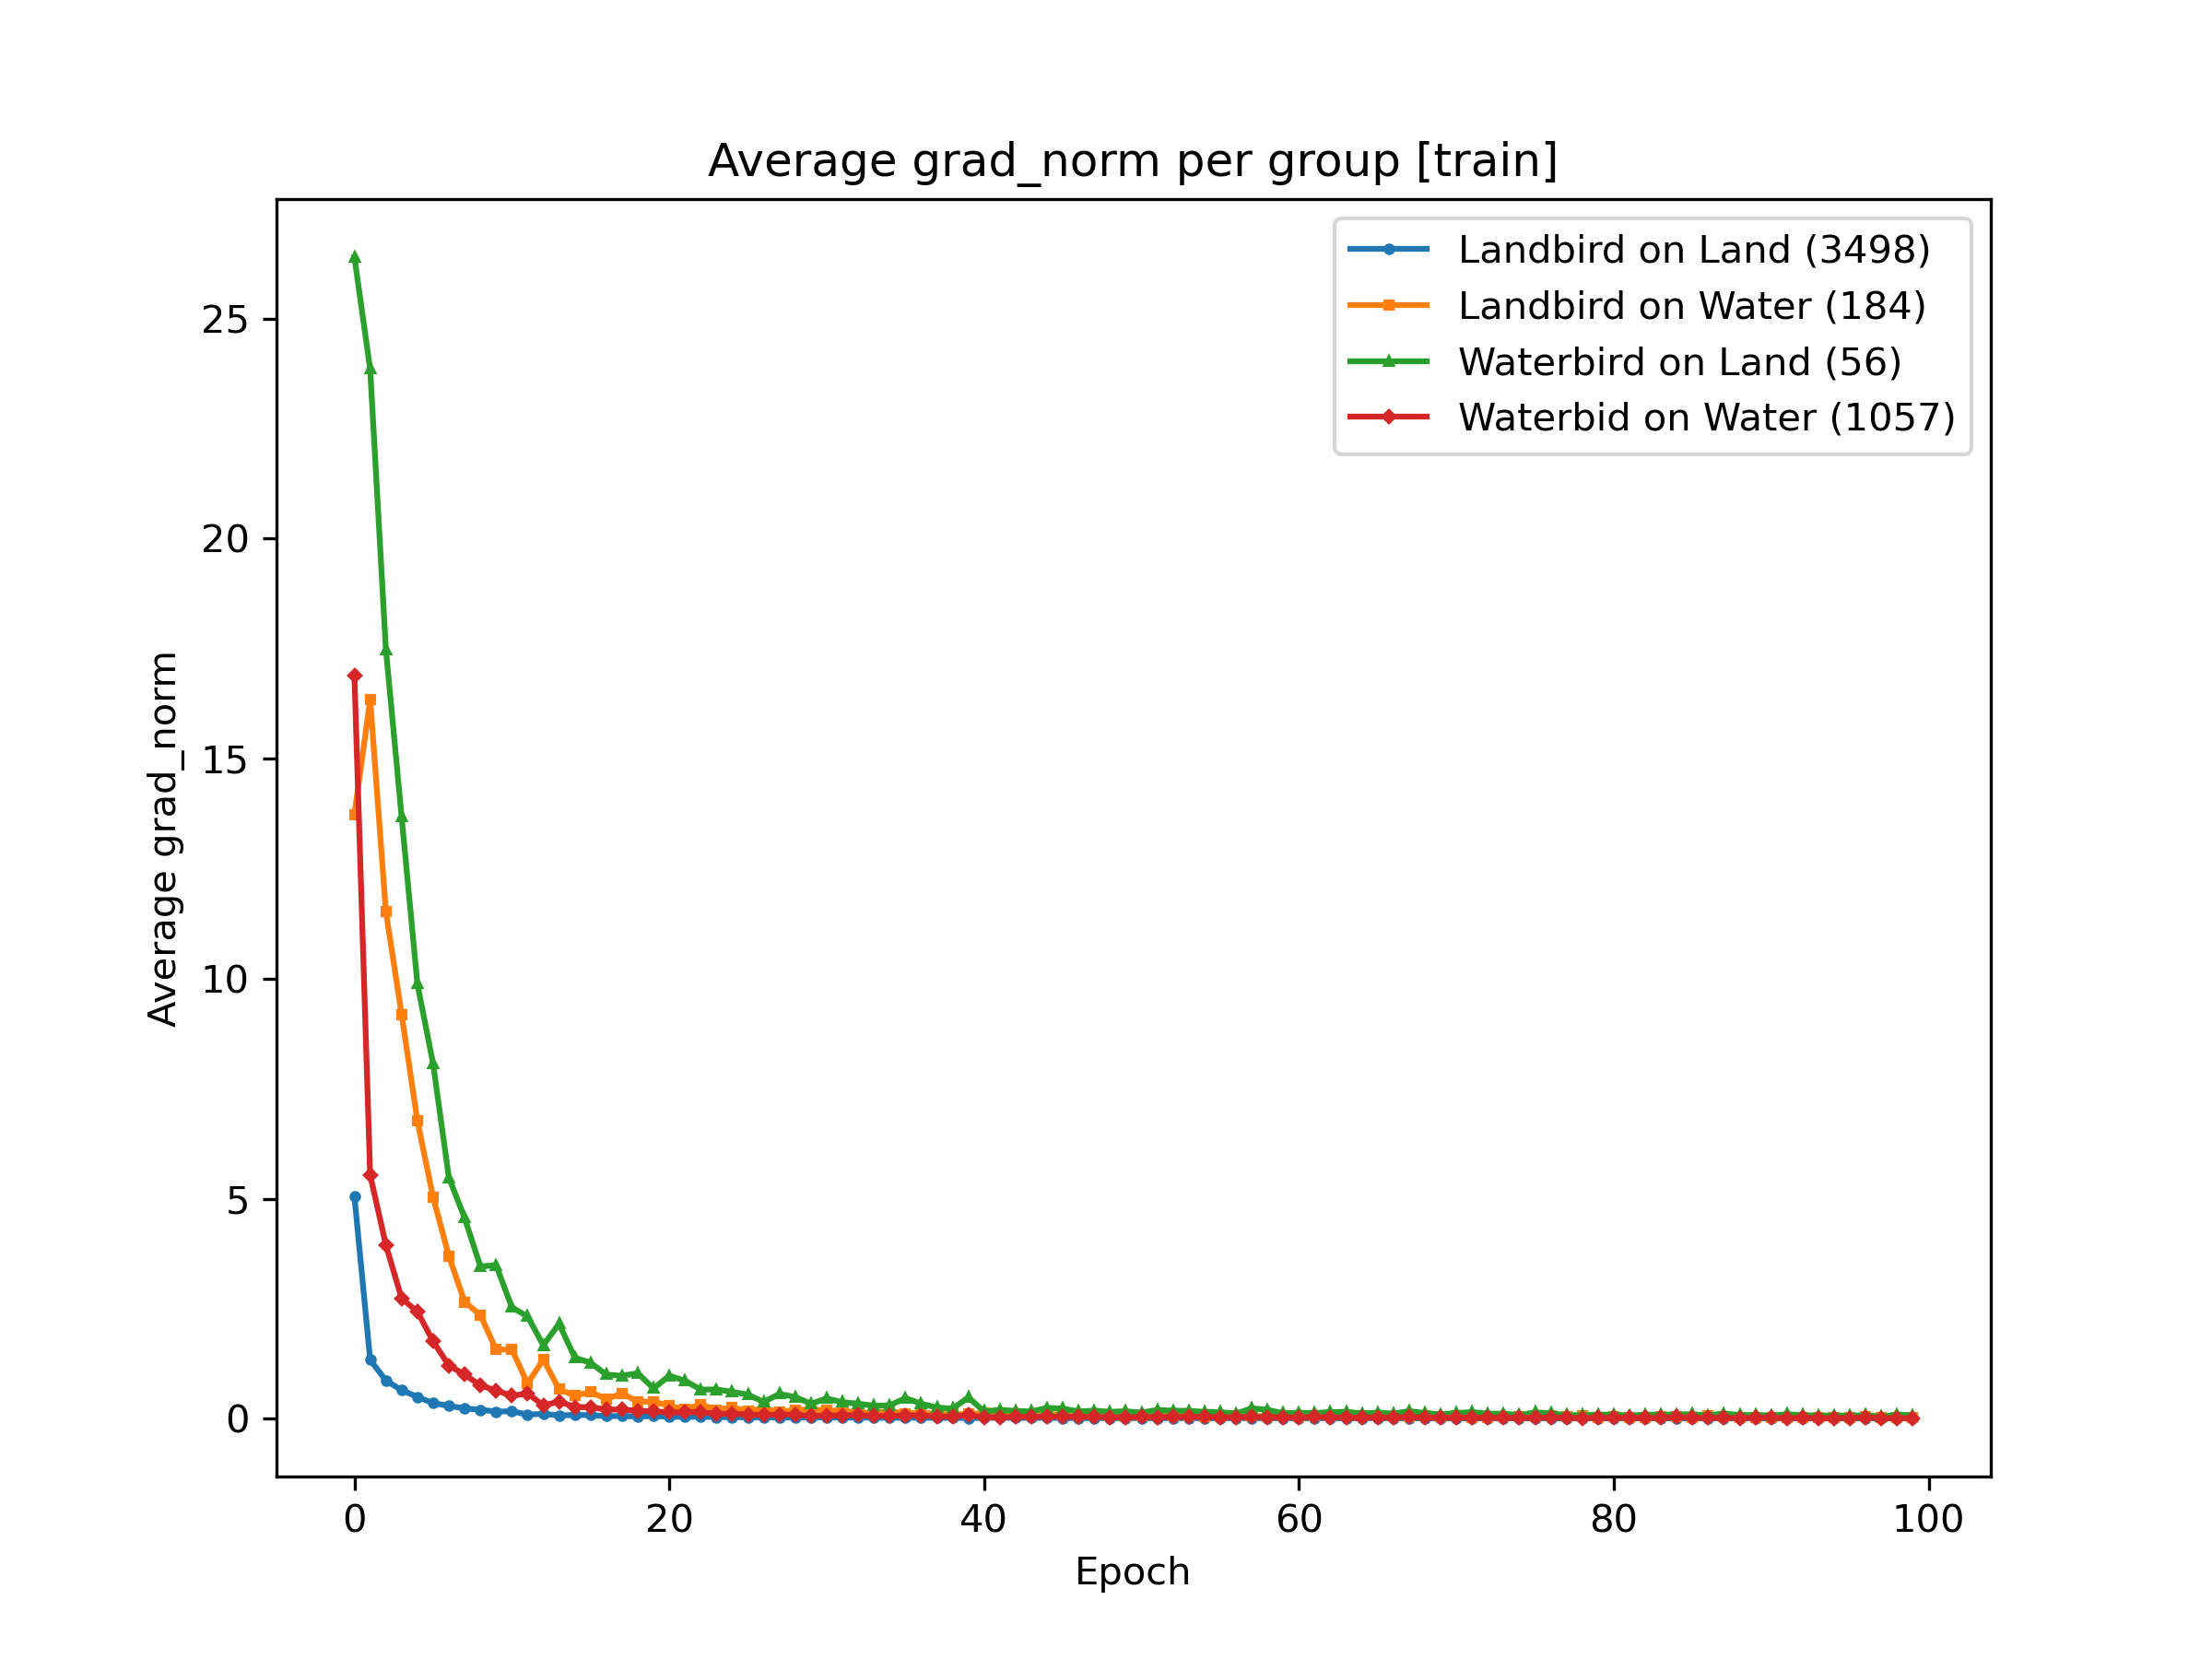 Average grad_norm per group [train]
Landbird on Land (3498)
Landbird on Water (184)
Waterbird on Land (56)
Waterbid on Water (1057)
Average grad_norm
25
20
15
10
5
0
0 20 40 60 80 100
Epoch